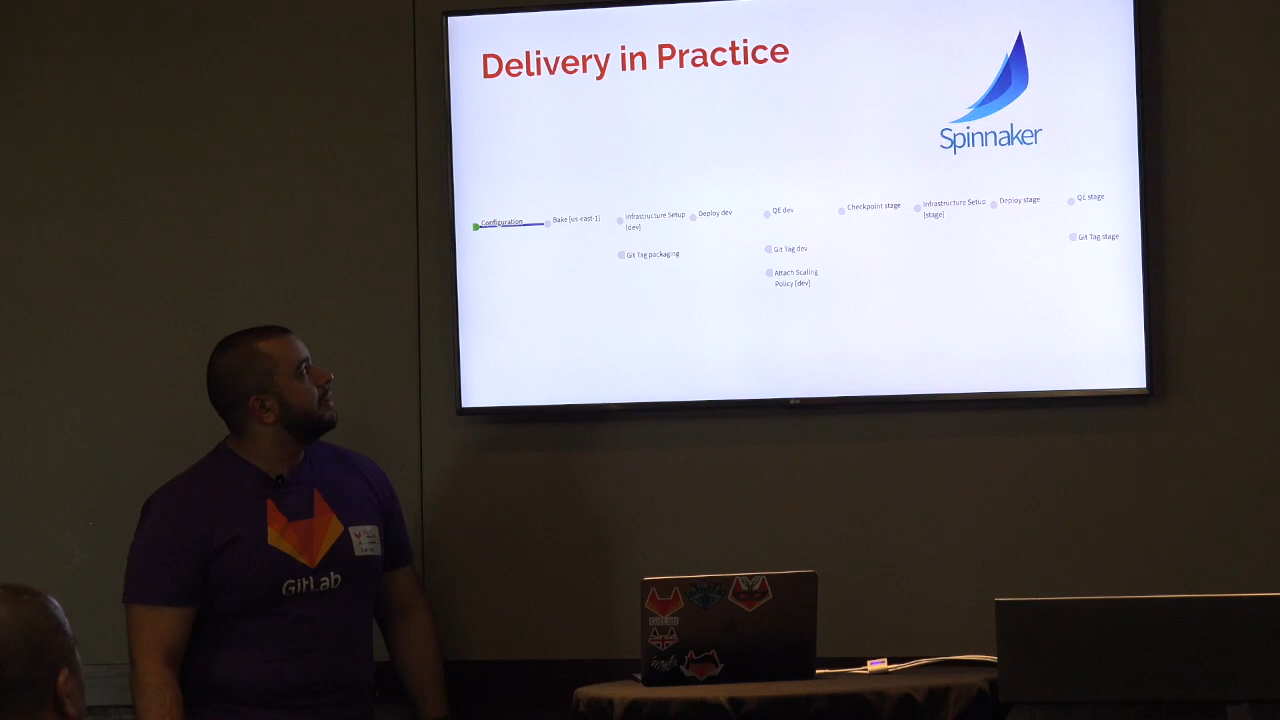 Delivery in Practice
Spinnaker
Configuration
Bake [us-east-1]
Infrastructure Setup
[dev]
Git Tag packaging
Deploy dev
QE dev
Git Tag dev
Attach Scaling
Policy [dev]
Checkpoint stage
Infrastructure Setup
[stage]
Deploy stage
QE stage
Git Tag stage
GitLab
GitLab